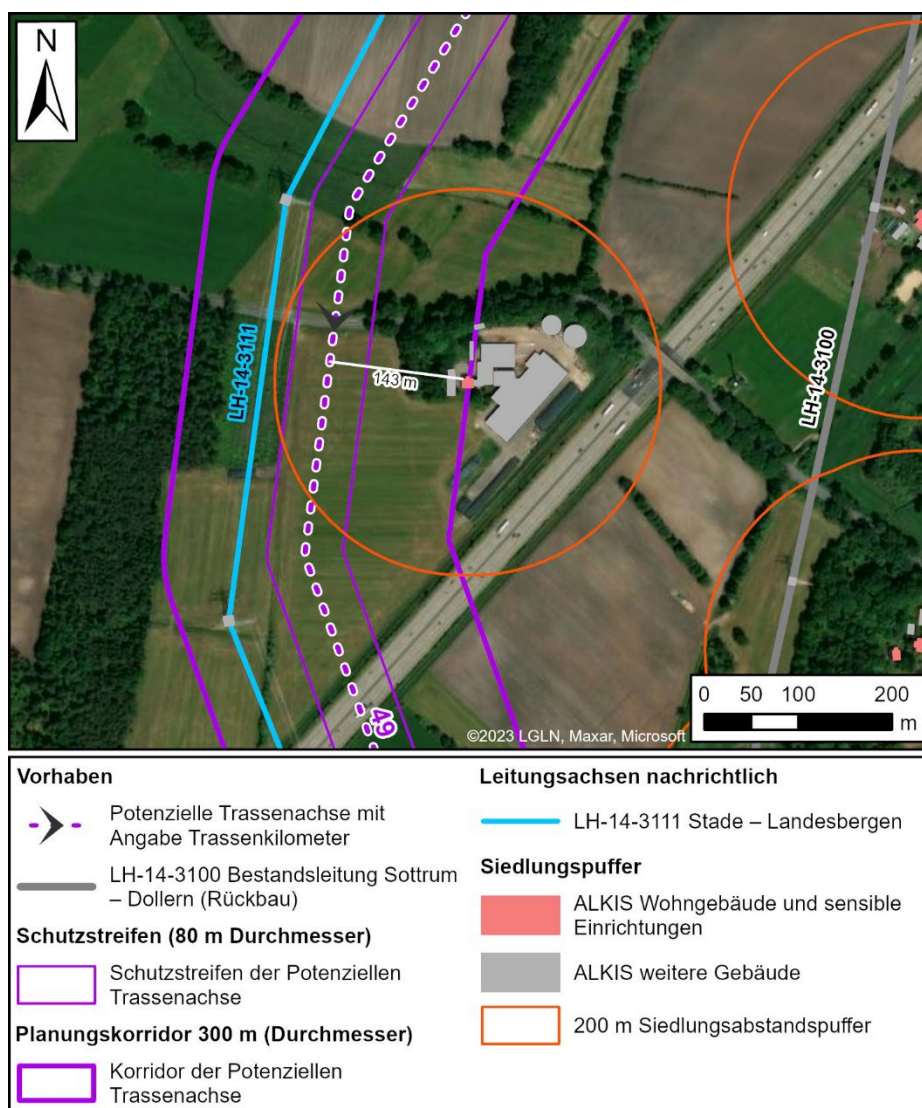 N
LH-14-3111
143 m
LH-14-3100
49
0 50 100 200
m
©2023 LGLN, Maxar, Microsoft
Vorhaben
Potenzielle Trassenachse mit
Angabe Trassenkilometer
LH-14-3100 Bestandsleitung Sottrum
– Dollern (Rückbau)
Schutzstreifen (80 m Durchmesser)
Schutzstreifen der Potenziellen
Trassenachse
Planungskorridor 300 m (Durchmesser)
Korridor der Potenziellen
Trassenachse
Leitungsachsen nachrichtlich
LH-14-3111 Stade – Landesbergen
Siedlungspuffer
ALKIS Wohngebäude und sensible
Einrichtungen
ALKIS weitere Gebäude
200 m Siedlungsabstandspuffer